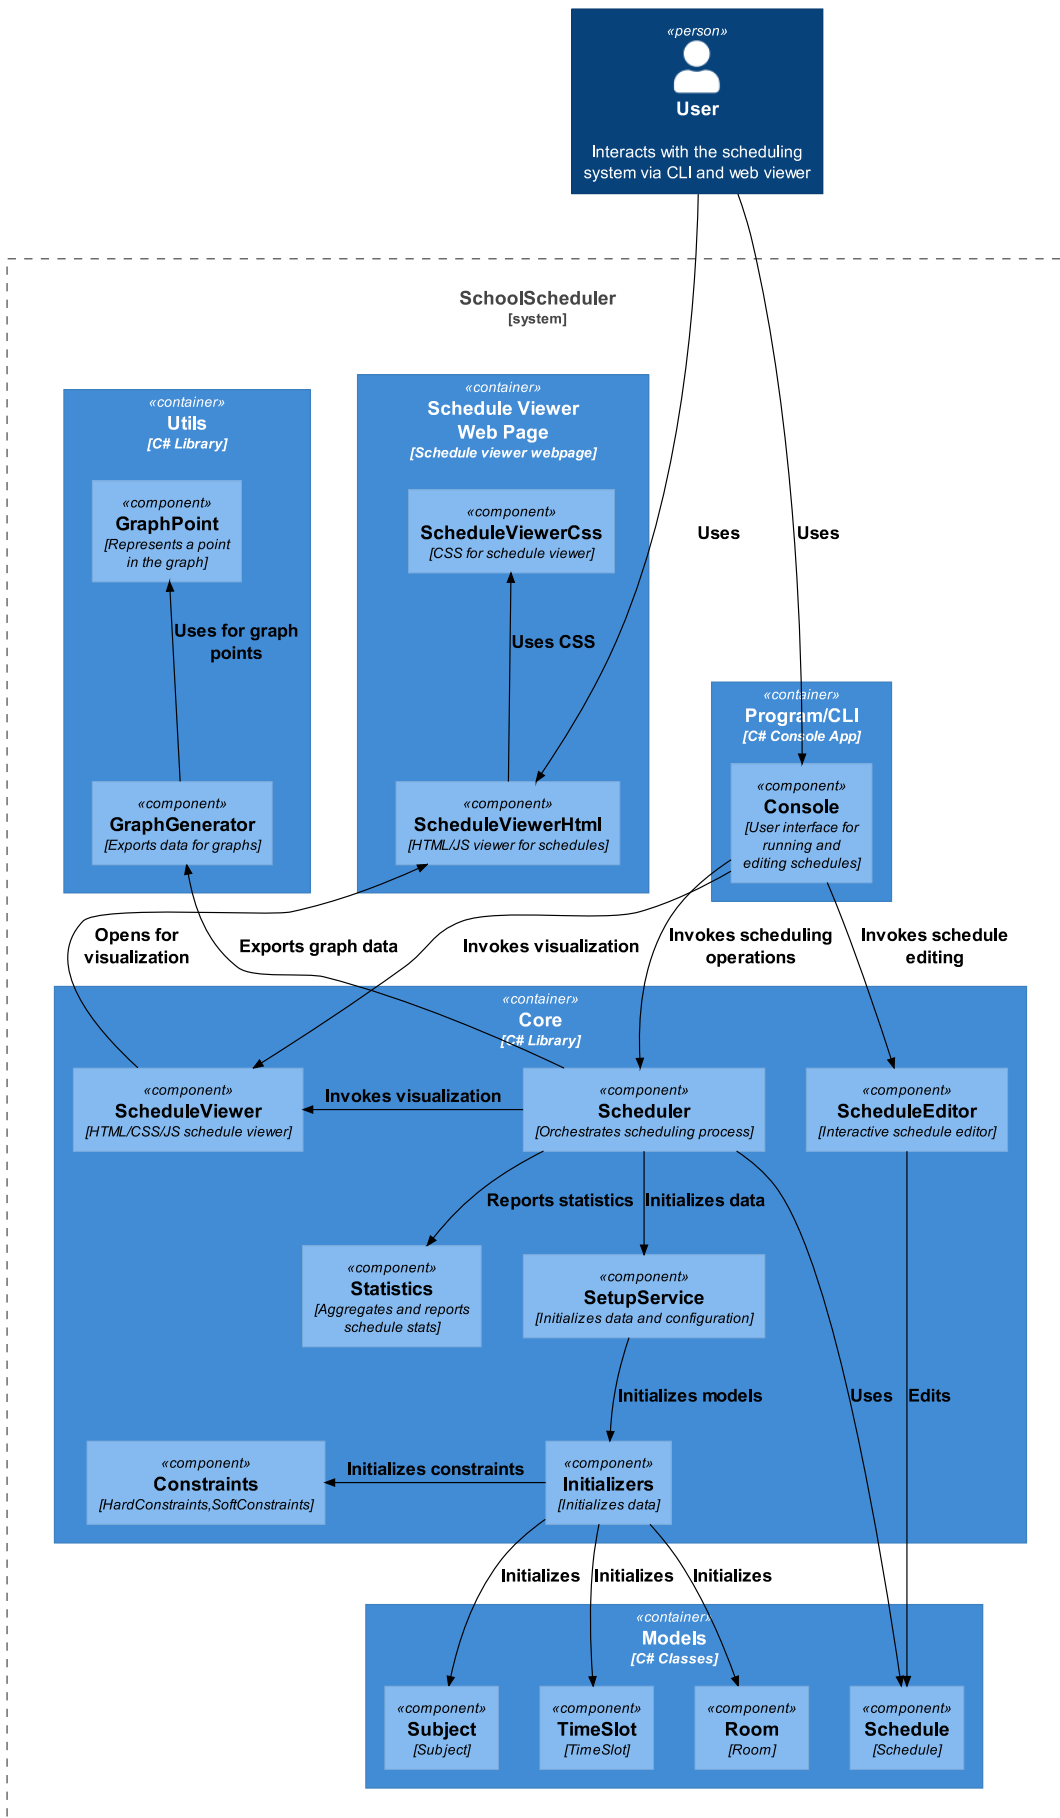 «person»
User
Interacts with the scheduling
system via CLI and web viewer
SchoolScheduler
[system]
«container»
Utils
[C# Library]
«component»
GraphPoint
[Represents a point
in the graph]
Uses for graph
points
«component»
GraphGenerator
[Exports data for graphs]
«container»
Schedule Viewer
Web Page
[Schedule viewer webpage]
«component»
ScheduleViewerCss
[CSS for schedule viewer]
Uses CSS
«component»
ScheduleViewerHtml
[HTML/JS viewer for schedules]
Uses
Uses
«container»
Program/CLI
[C# Console App]
«component»
Console
[User interface for
running and
editing schedules]
Opens for
visualization
Exports graph data
Invokes visualization
Invokes scheduling
operations
Invokes schedule
editing
«container»
Core
[C# Library]
«component»
ScheduleViewer
[HTML/CSS/JS schedule viewer]
Invokes visualization
«component»
Scheduler
[Orchestrates scheduling process]
«component»
ScheduleEditor
[Interactive schedule editor]
Reports statistics
Initializes data
«component»
Statistics
[Aggregates and reports
schedule stats]
«component»
SetupService
[Initializes data and configuration]
Initializes models
Uses
Edits
«component»
Constraints
[HardConstraints,SoftConstraints]
Initializes constraints
«component»
Initializers
[Initializes data]
Initializes
Initializes
Initializes
«container»
Models
[C# Classes]
«component»
Subject
[Subject]
«component»
TimeSlot
[TimeSlot]
«component»
Room
[Room]
«component»
Schedule
[Schedule]